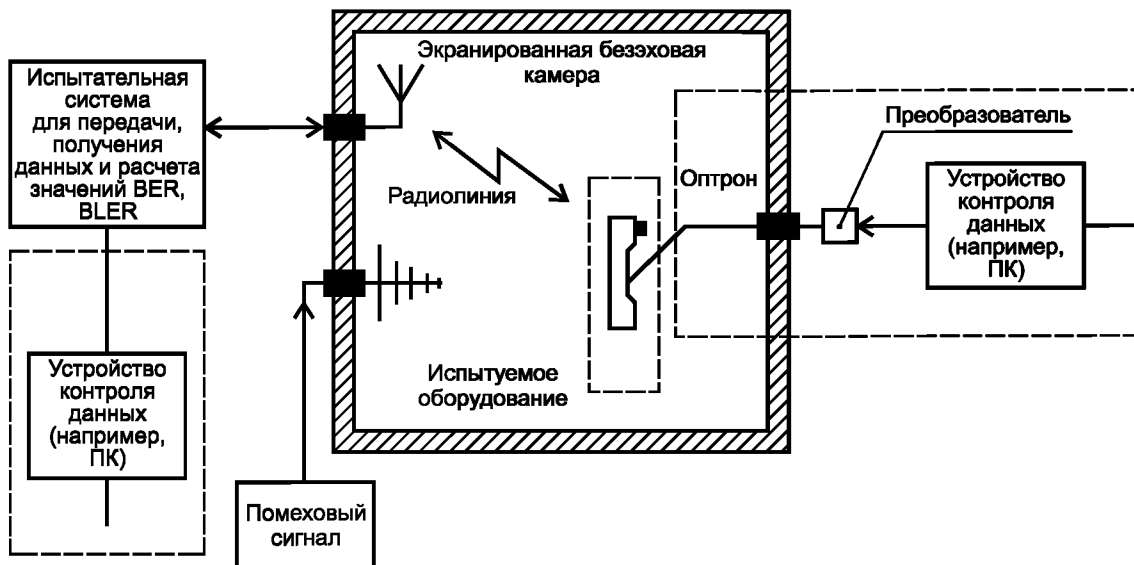 Испытательная
система
для передачи,
получения
данных и расчета
значений BER,
BLER
Экранированная безэховая
камера
Преобразователь
Радиолиния
Оптрон
Устройство
контроля
данных
(например,
ПК)
Устройство
контроля
данных
(например,
ПК)
Испытуемое
оборудование
Помеховый
сигнал